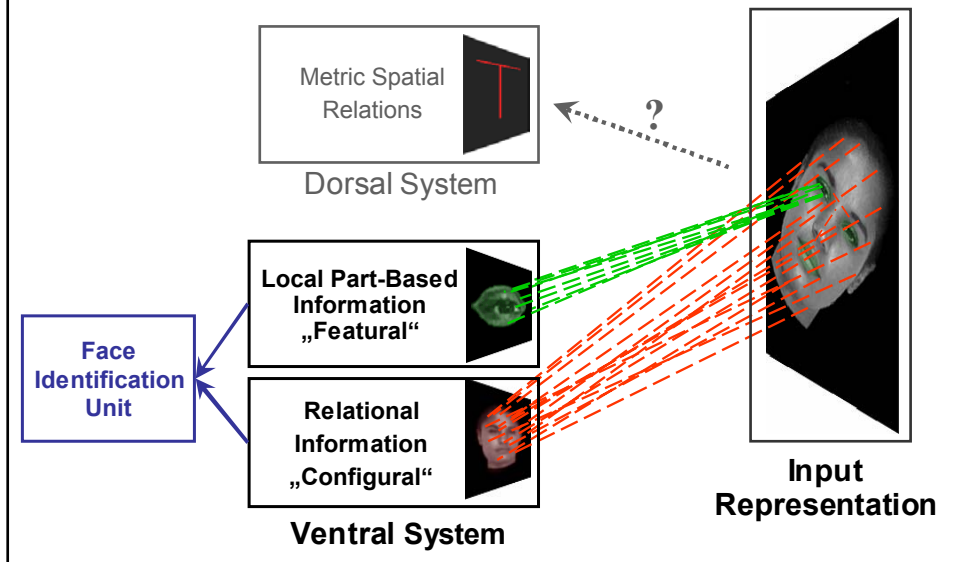 Metric Spatial
Relations
?
Dorsal System
Local Part-Based
Information
„Featural“
Face
Identification
Unit
Relational
Information
„Configural“
Ventral System
Input
Representation